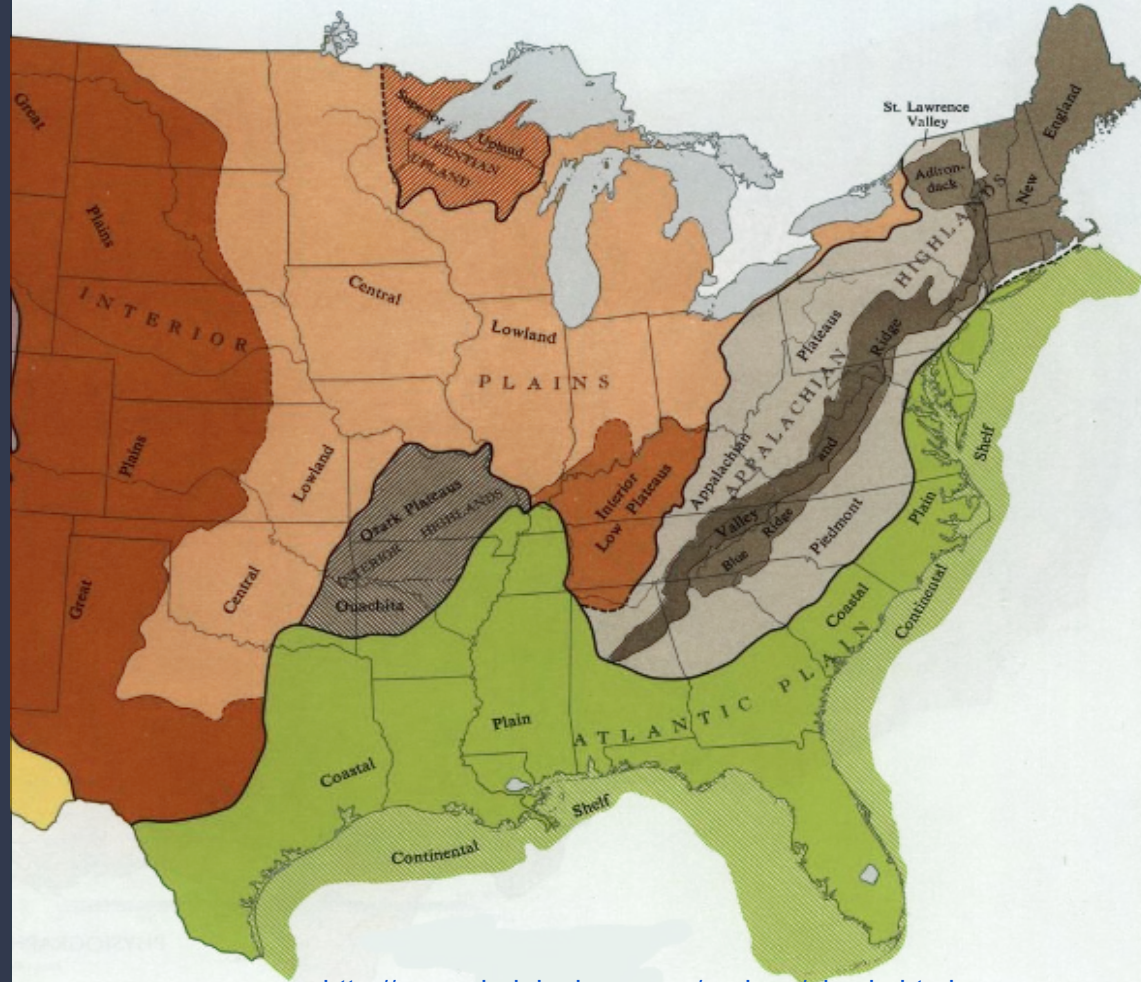 St. Lawrence
Valley
England
New
Adiron-
dack
HIGHLANDS
Superior
Upland
LAURENTIAN
UPLAND
Great
Plains
INTERIOR
Central
Lowland
PLAINS
Plateaus
Ridge
APPALACHIAN
Appalachian
and
Valley
Ridge
Blue
Piedmont
Interior
Low Plateaus
Plains
Lowland
Ozark Plateaus
INTERIOR HIGHLANDS
Ouachita
Great
Central
Shelf
Plain
Continental
Coastal
ATLANTIC PLAIN
Plain
Coastal
Shelf
Continental